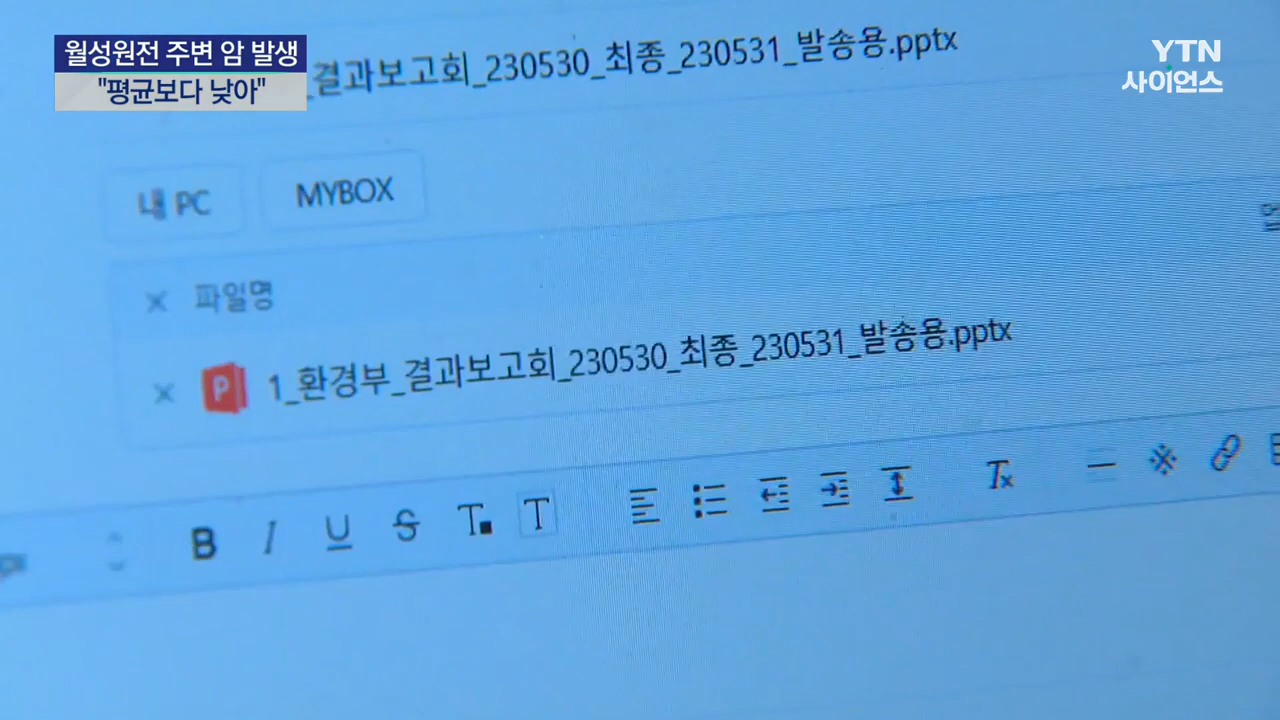 월성원전 주변 암 발생
"평균보다 낮아"
YTN
사이언스
_결과보고회_230530_최종_230531_발송용.pptx
내 PC
MYBOX
파일명
1_환경부_결과보고회_230530_최종_230531_발송용.pptx